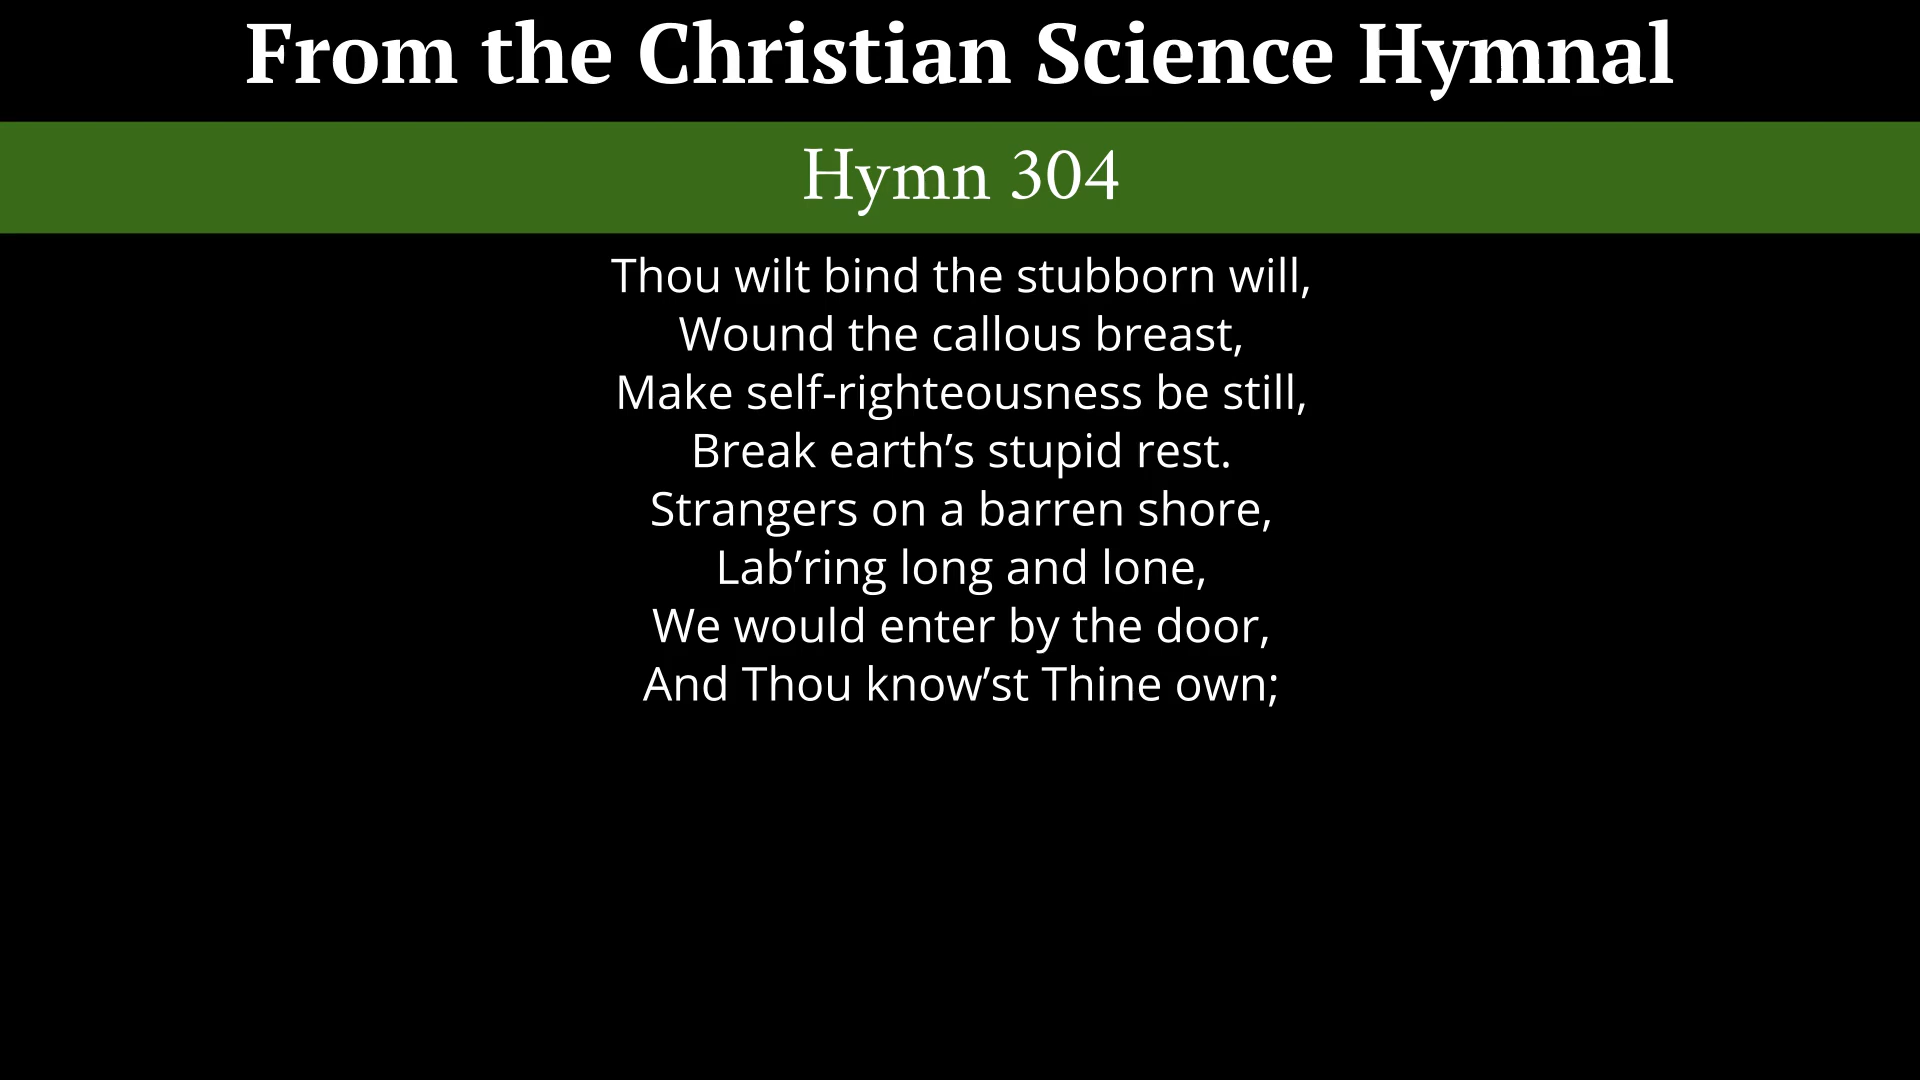 From the Christian Science Hymnal
Hymn 304
Thou wilt bind the stubborn will,
Wound the callous breast,
Make self-righteousness be still,
Break earth’s stupid rest.
Strangers on a barren shore,
Lab’ring long and lone,
We would enter by the door,
And Thou know’st Thine own;